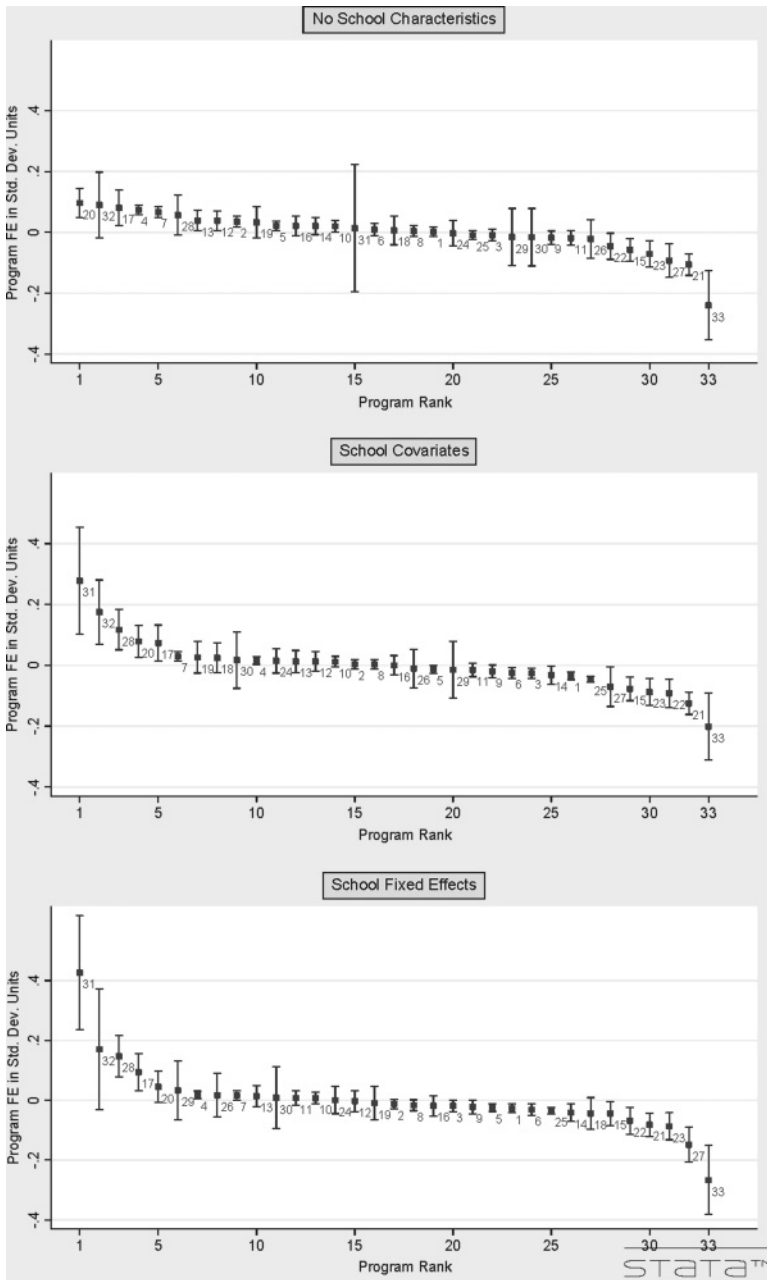 No School Characteristics
Program FE in Std. Dev. Units
.4
.2
0
-.2
-.4
20 32 17 4 7 28 13 12 2 19 5 16 14 10 31 6 18 8 1 24 25 3 29 30 9 11 26 22 15 23 27 21 33
1 5 10 15 20 25 30 33
Program Rank
School Covariates
Program FE in Std. Dev. Units
.4
.2
0
-.2
-.4
31 32 28 20 17 7 19 18 30 4 24 13 12 10 2 8 16 26 5 29 11 9 6 3 14 1 25 27 15 23 22 21 33
1 5 10 15 20 25 30 33
Program Rank
School Fixed Effects
Program FE in Std. Dev. Units
.4
.2
0
-.2
-.4
31 32 28 17 20 29 4 26 7 13 30 11 10 24 12 19 2 8 16 3 9 5 1 6 25 14 18 15 22 21 23 27 33
1 5 10 15 20 25 30 33
Program Rank
STATA™